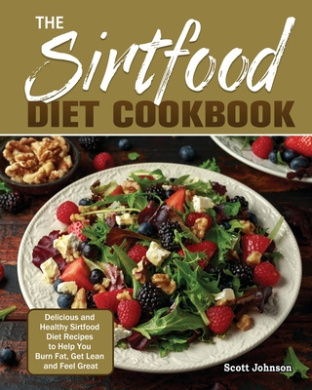 THE
Sirtfood
DIET COOKBOOK
Delicious and
Healthy Sirtfood
Diet Recipes
to Help You
Burn Fat, Get Lean
and Feel Great
Scott Johnson